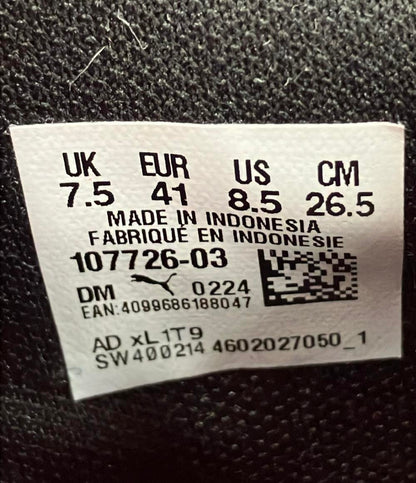 UK EUR US CM
7.5 41 8.5 26.5
MADE IN INDONESIA
FABRIQUÉ EN INDONESIE
107726-03
DM 0224
EAN:4099686188047
AD xL1T9
SW400214 4602027050_1